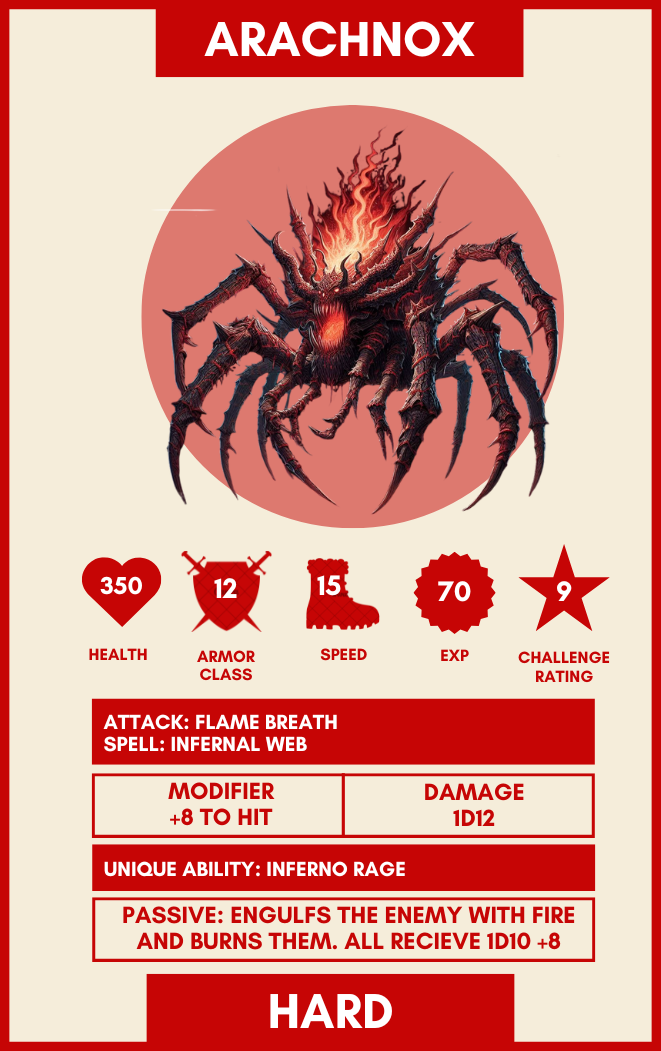 ARACHNOX
350
12
15
70
9
HEALTH
ARMOR
CLASS
SPEED
EXP
CHALLENGE
RATING
ATTACK: FLAME BREATH
SPELL: INFERNAL WEB
MODIFIER
+8 TO HIT
DAMAGE
1D12
UNIQUE ABILITY: INFERNO RAGE
PASSIVE: ENGULFS THE ENEMY WITH FIRE
AND BURNS THEM. ALL RECIEVE 1D10 +8
HARD